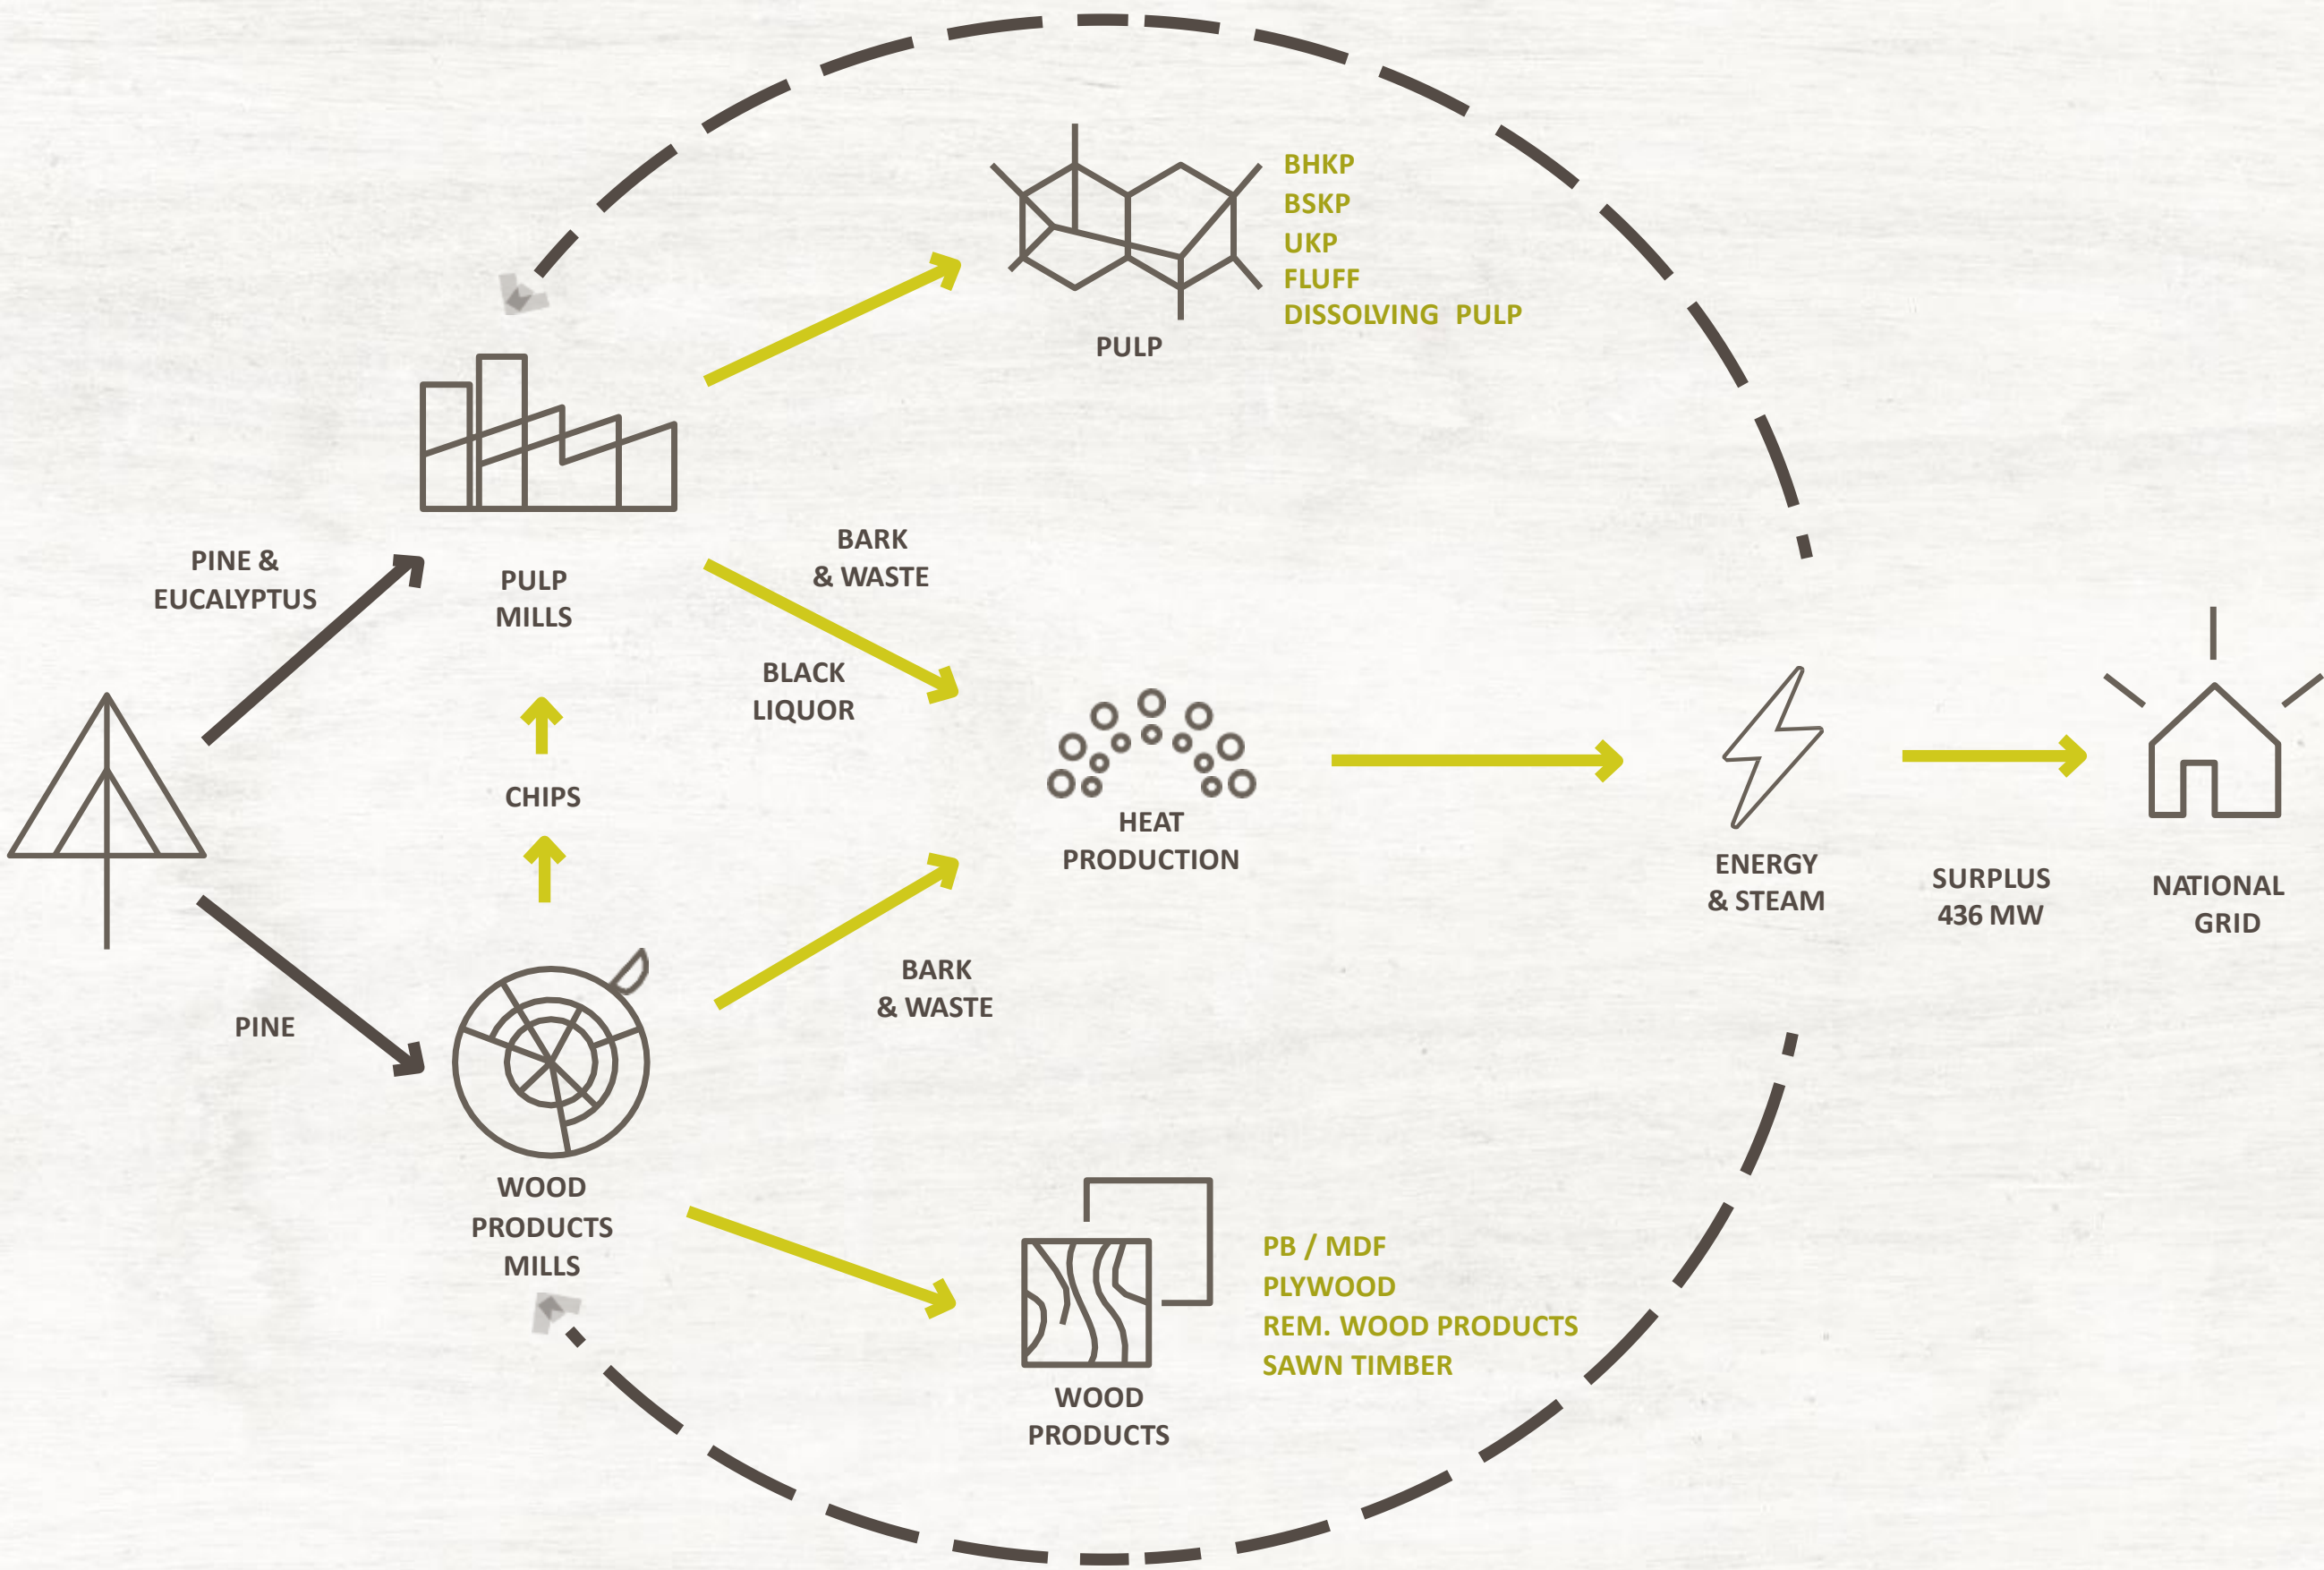 BHKP
BSKP
UKP
FLUFF
DISSOLVING PULP
PULP
PINE &
EUCALYPTUS
PULP
MILLS
BARK
& WASTE
BLACK
LIQUOR
CHIPS
HEAT
PRODUCTION
ENERGY
& STEAM
SURPLUS
436 MW
NATIONAL
GRID
PINE
BARK
& WASTE
WOOD
PRODUCTS
MILLS
PB / MDF
PLYWOOD
REM. WOOD PRODUCTS
SAWN TIMBER
WOOD
PRODUCTS